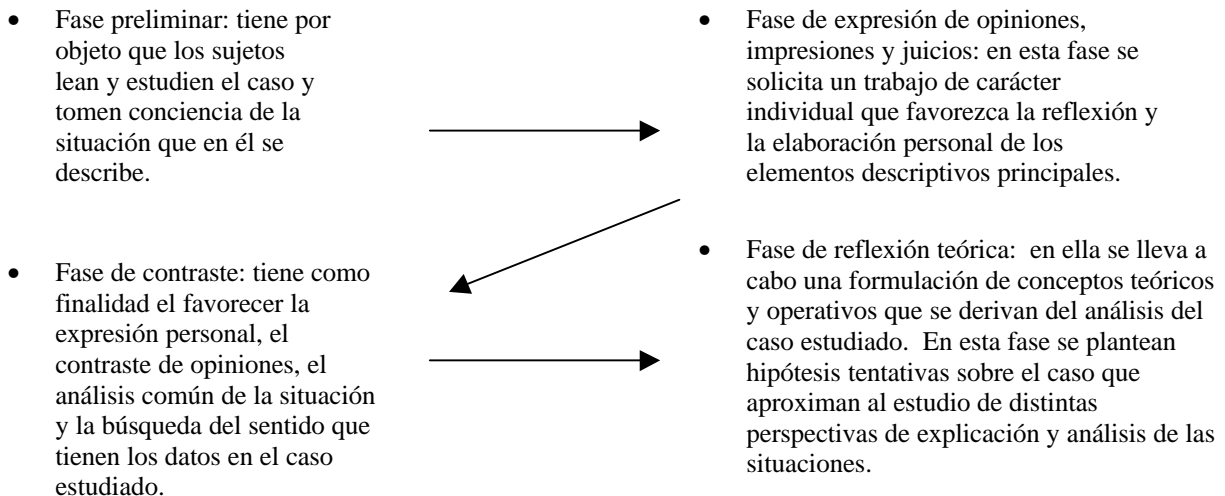 • Fase preliminar: tiene por
objeto que los sujetos
lean y estudien el caso y
tomen conciencia de la
situación que en él se
describe.
• Fase de expresión de opiniones,
impresiones y juicios: en esta fase se
solicita un trabajo de carácter
individual que favorezca la reflexión y
la elaboración personal de los
elementos descriptivos principales.
• Fase de contraste: tiene como
finalidad el favorecer la
expresión personal, el
contraste de opiniones, el
análisis común de la situación
y la búsqueda del sentido que
tienen los datos en el caso
estudiado.
• Fase de reflexión teórica: en ella se lleva a
cabo una formulación de conceptos teóricos
y operativos que se derivan del análisis del
caso estudiado. En esta fase se plantean
hipótesis tentativas sobre el caso que
aproximan al estudio de distintas
perspectivas de explicación y análisis de las
situaciones.